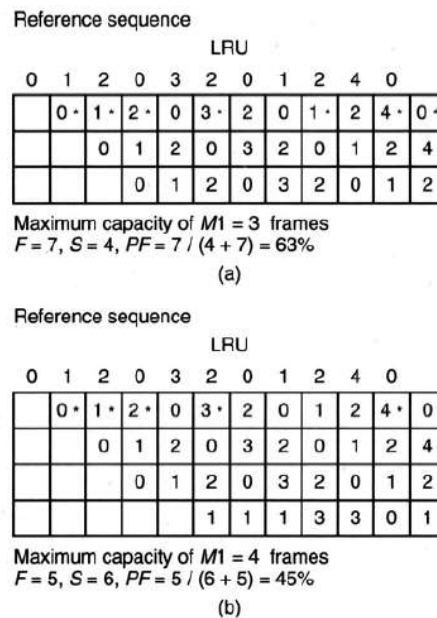 Reference sequence
LRU
0 1 2 0 3 2 0 1 2 4 0
0* 1* 2* 0 3* 2 0 1* 2 4* 0*
0 1 2 0 3 2 0 1 2 4
0 1 2 0 3 2 0 1 2
Maximum capacity of M1 = 3 frames
F = 7, S = 4, PF = 7 / (4 + 7) = 63%
(a)
Reference sequence
LRU
0 1 2 0 3 2 0 1 2 4 0
0* 1* 2* 0 3* 2 0 1 2 4* 0
0 1 2 0 3 2 0 1 2 4
0 1 2 0 3 2 0 1 2
1 1 1 3 3 0 1
Maximum capacity of M1 = 4 frames
F = 5, S = 6, PF = 5 / (6 + 5) = 45%
(b)